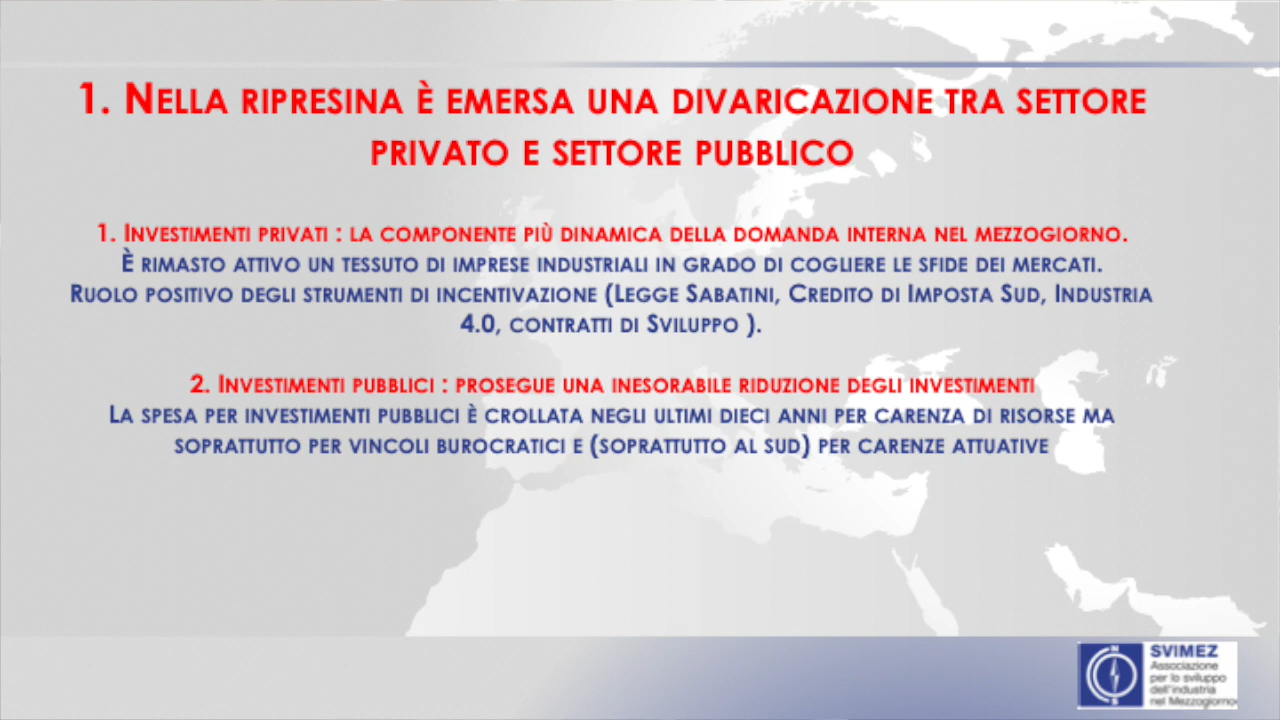 1. Nella ripresina è emersa una divaricazione tra settore
privato e settore pubblico
1. Investimenti privati : la componente più dinamica della domanda interna nel mezzogiorno.
È rimasto attivo un tessuto di imprese industriali in grado di cogliere le sfide dei mercati.
Ruolo positivo degli strumenti di incentivazione (Legge Sabatini, Credito di Imposta Sud, Industria
4.0, contratti di Sviluppo ).
2. Investimenti pubblici : prosegue una inesorabile riduzione degli investimenti
La spesa per investimenti pubblici è crollata negli ultimi dieci anni per carenza di risorse ma
soprattutto per vincoli burocratici e (soprattutto al sud) per carenze attuative
N
S
SVIMEZ
Associazione
per lo sviluppo
dell'industria
nel Mezzogiorno